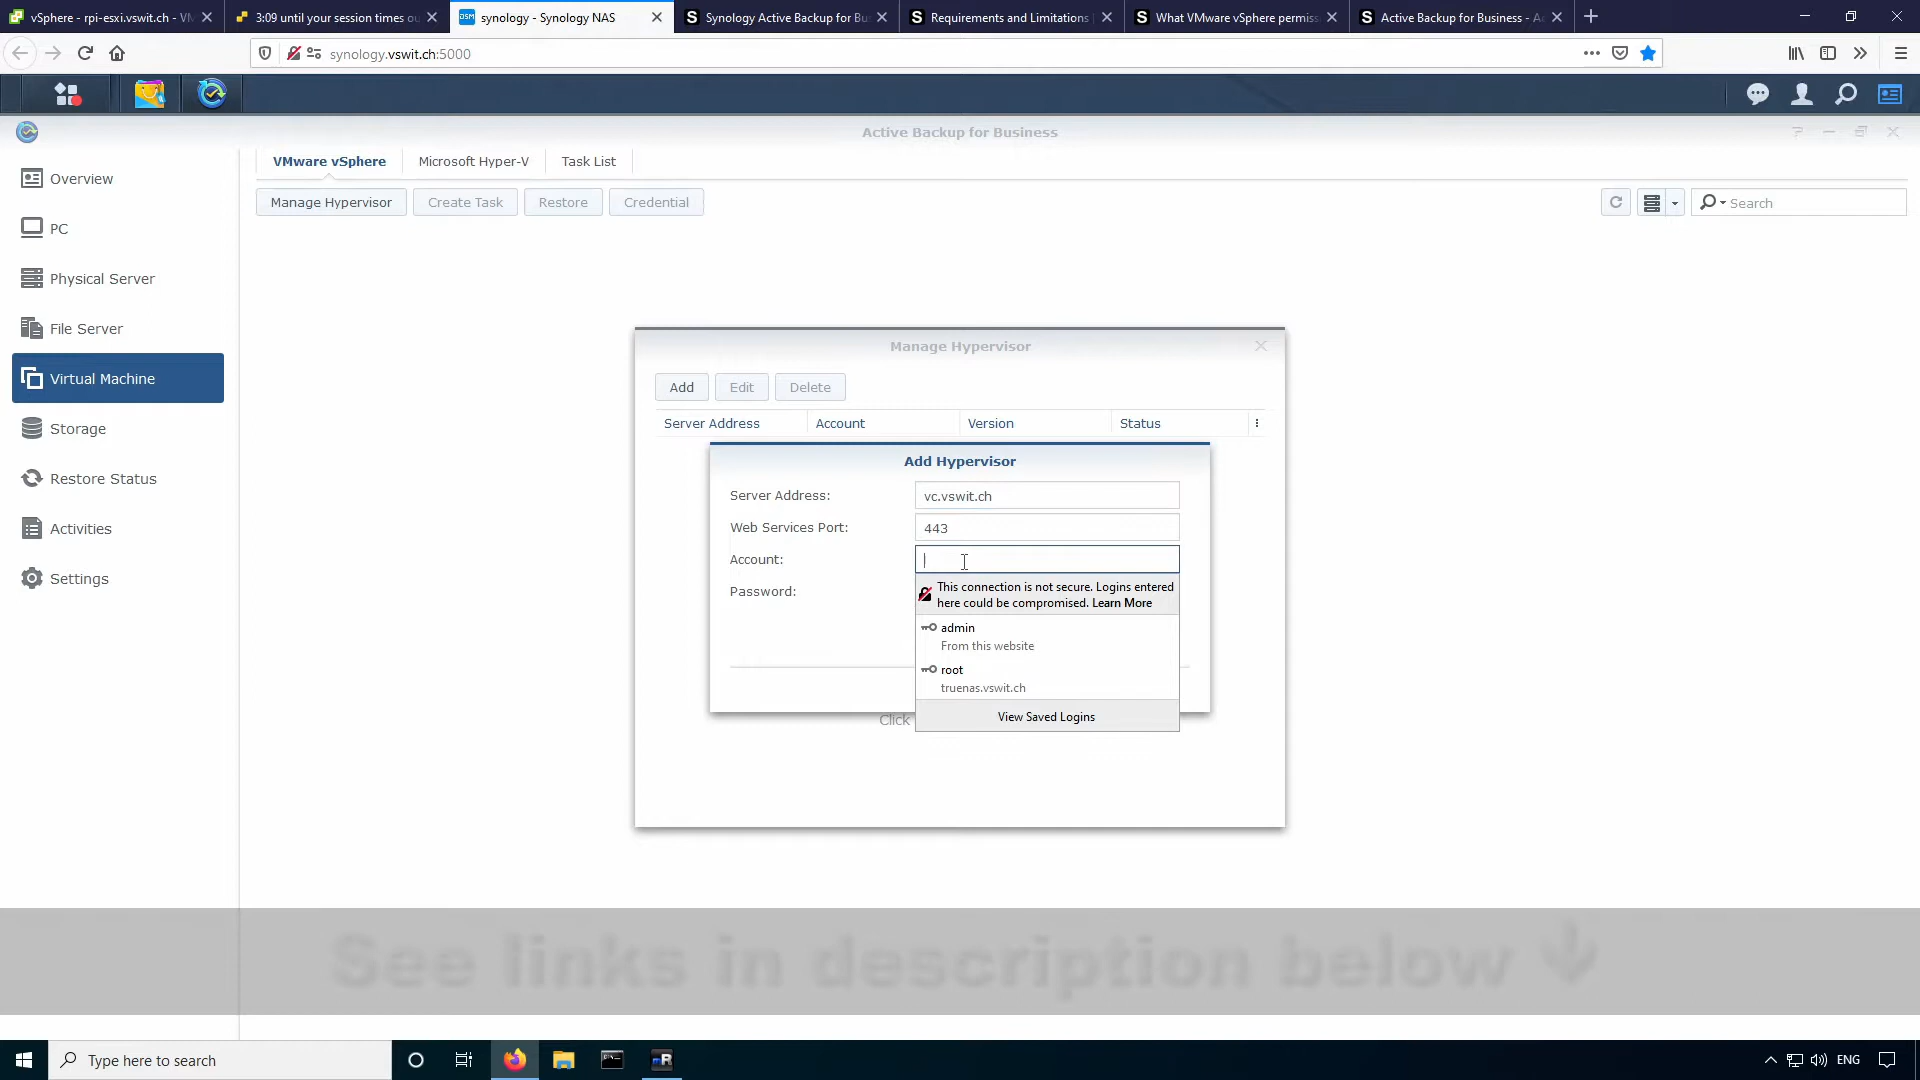 vSphere - rpi-esxi.vswit.ch - VM
3:09 until your session times ou
DSM
synology - Synology NAS
Synology Active Backup for Bu
Requirements and Limitations
What VMware vSphere permiss
Active Backup for Business - Ac
synology.vswit.ch:5000
Active Backup for Business
VMware vSphere
Microsoft Hyper-V
Task List
Manage Hypervisor
Create Task
Restore
Credential
Search
Overview
PC
Physical Server
File Server
Virtual Machine
Storage
Restore Status
Activities
Settings
Manage Hypervisor
Add
Edit
Delete
Server Address
Account
Version
Status
Add Hypervisor
Server Address:
vc.vswit.ch
Web Services Port:
443
Account:
Password:
This connection is not secure. Logins entered
here could be compromised. Learn More
admin
From this website
root
truenas.vswit.ch
View Saved Logins
Click
See links in description below
Type here to search
ENG